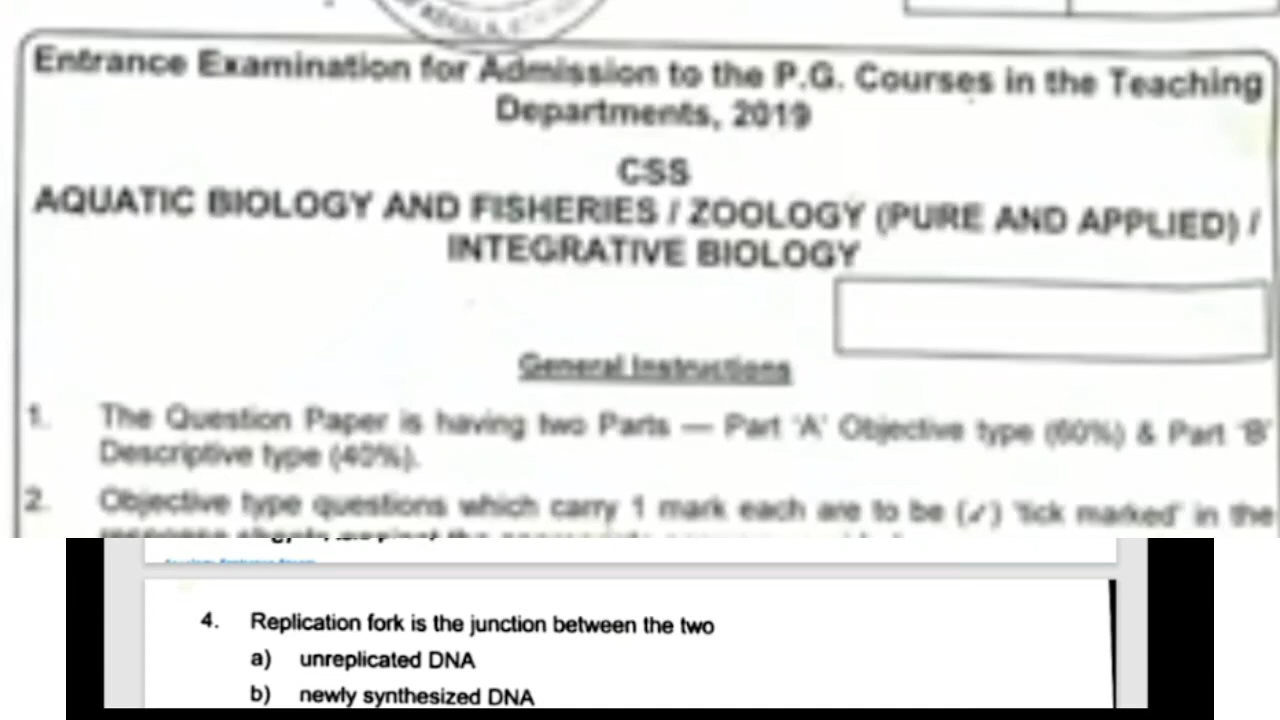 OF KERALA
Entrance Examination for Admission to the P.G. Courses in the Teaching
Departments, 2019
CSS
AQUATIC BIOLOGY AND FISHERIES / ZOOLOGY (PURE AND APPLIED) /
INTEGRATIVE BIOLOGY
General Instructions
1. The Question Paper is having two Parts — Part 'A' Objective type (60%) & Part 'B'
Descriptive type (40%).
2. Objective type questions which carry 1 mark each are to be (✓) 'tick marked' in the
4. Replication fork is the junction between the two
a) unreplicated DNA
b) newly synthesized DNA